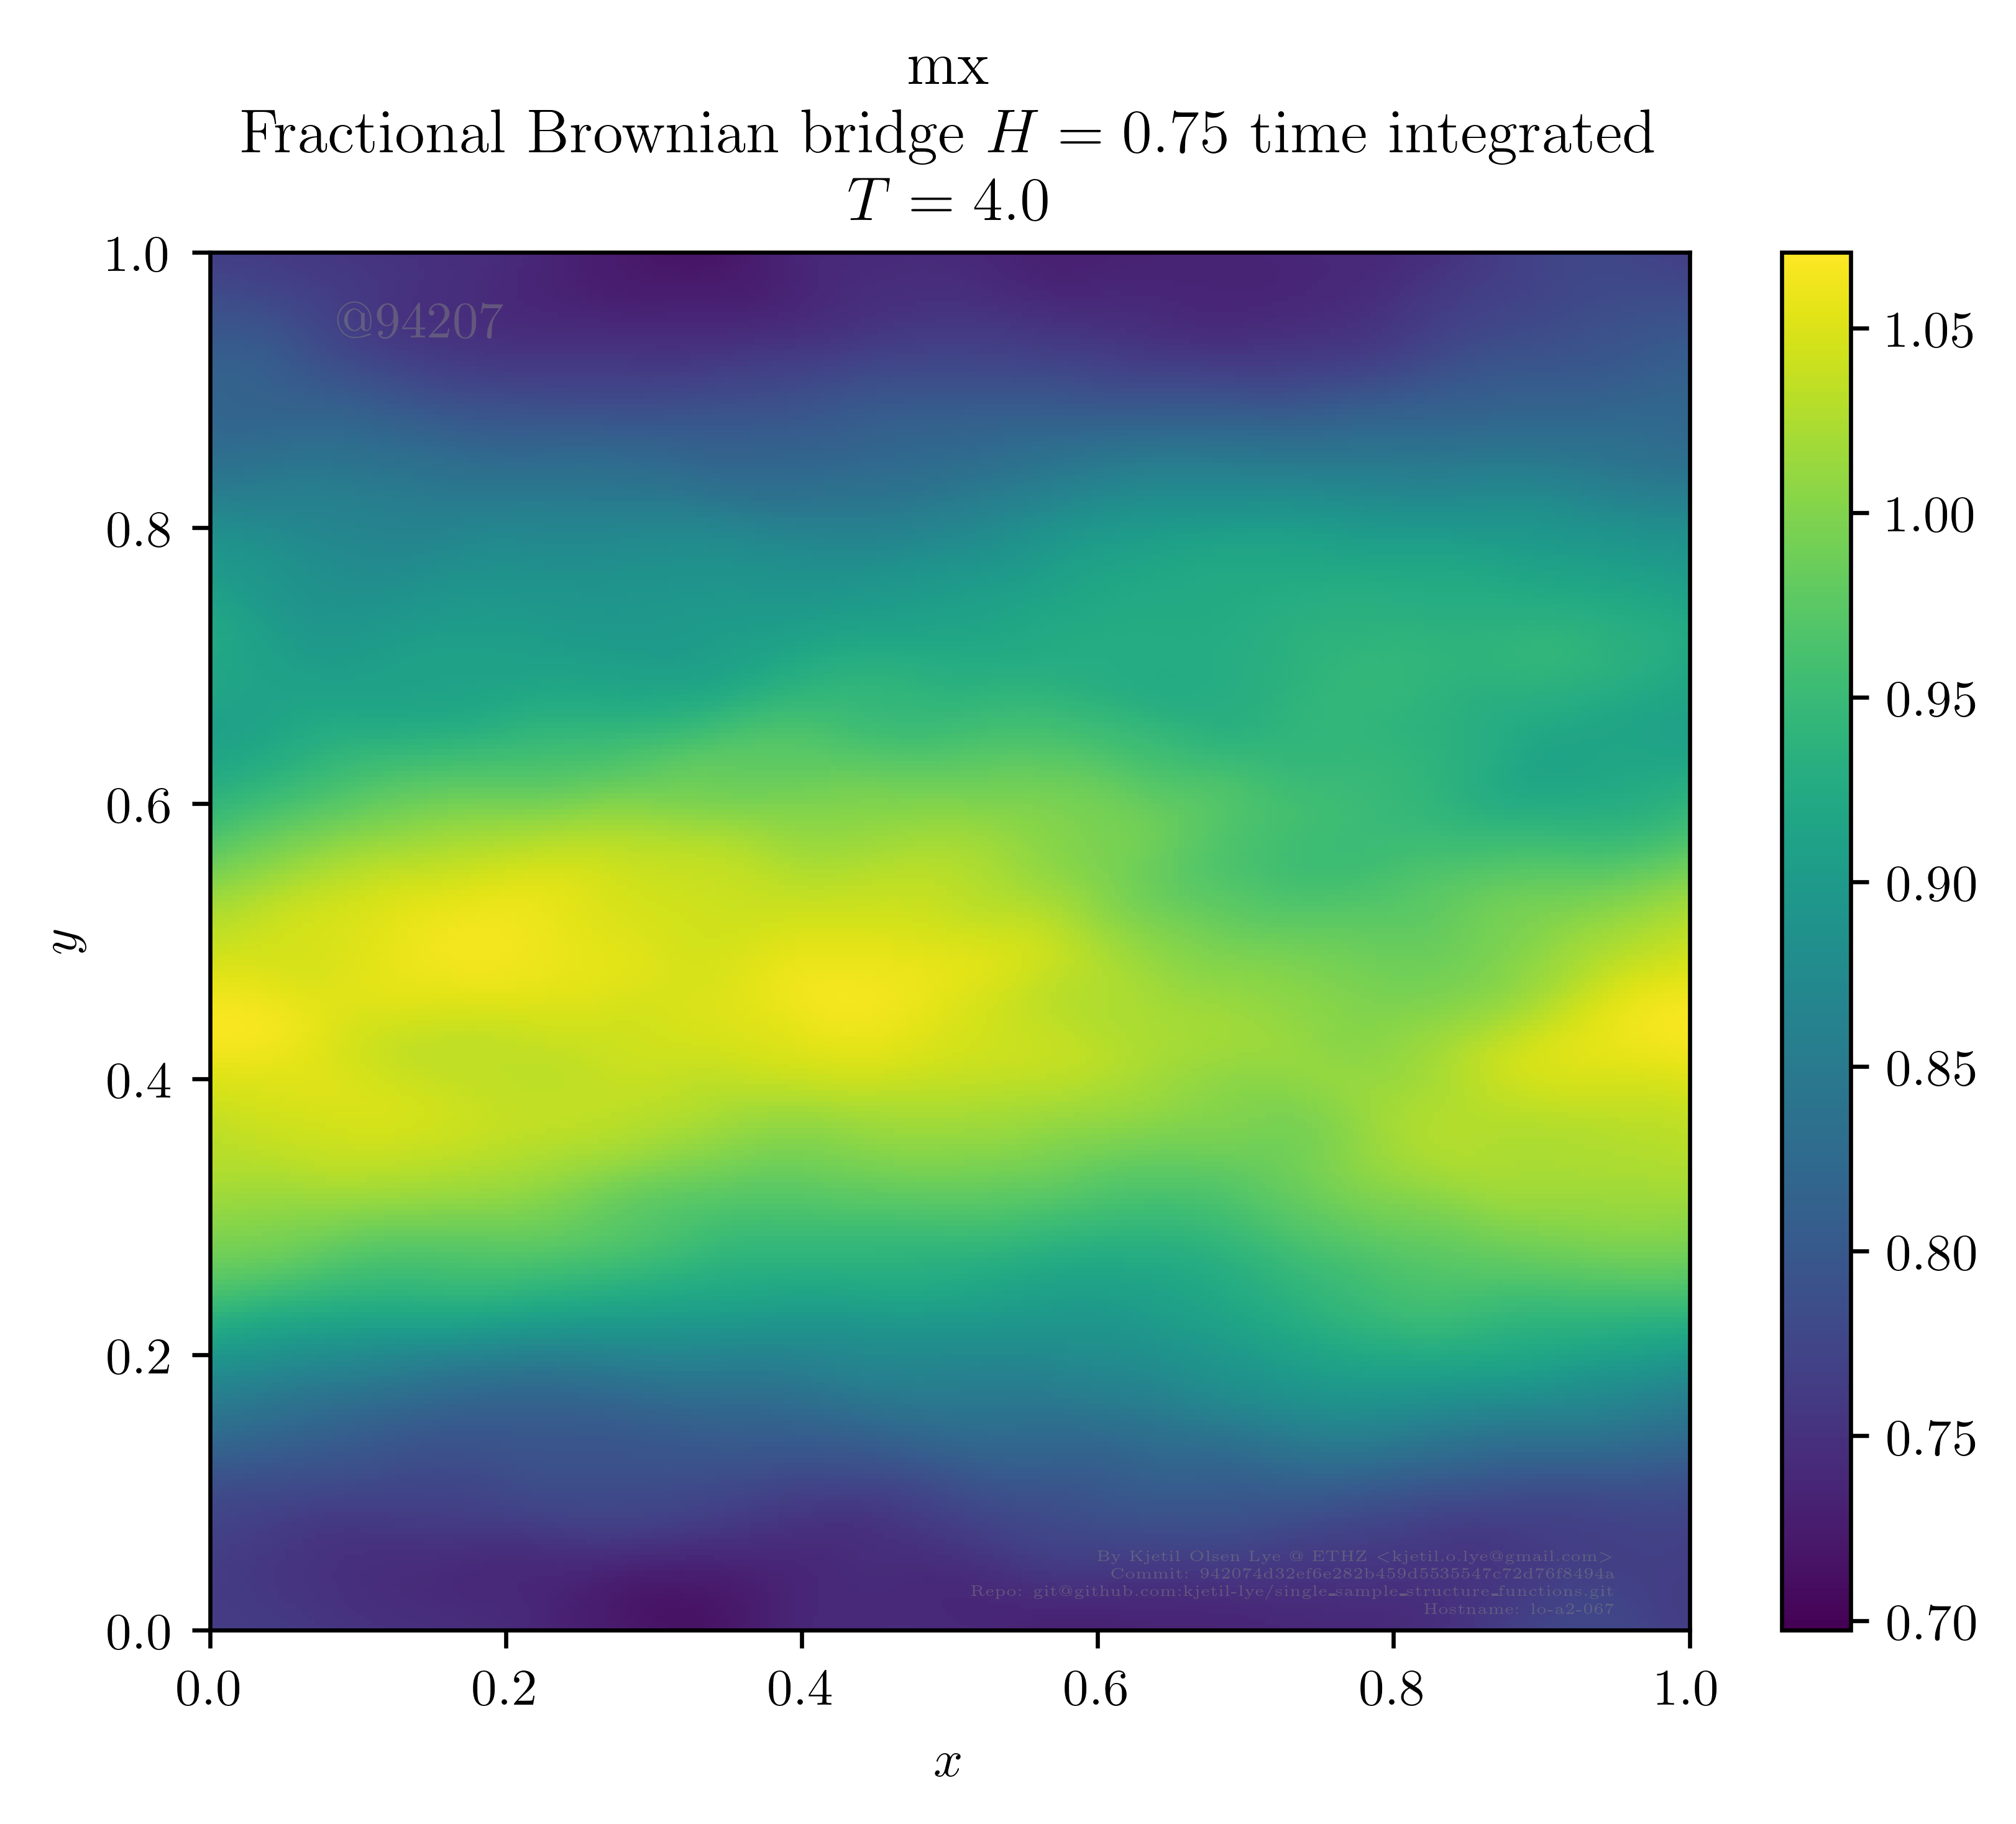 mx
Fractional Brownian bridge H = 0.75 time integrated
T = 4.0
1.0
0.8
0.6
0.4
0.2
0.0
y
@94207
By Kjetil Olsen Lye @ ETHZ <kjetil.o.lye@gmail.com>
Commit: 942074d32ef6e282b459d5535547c72d76f8494a
Repo: git@github.com:kjetil-lye/single_sample_structure_functions.git
Hostname: lo-a2-067
0.0 0.2 0.4 0.6 0.8 1.0
x
1.05
1.00
0.95
0.90
0.85
0.80
0.75
0.70